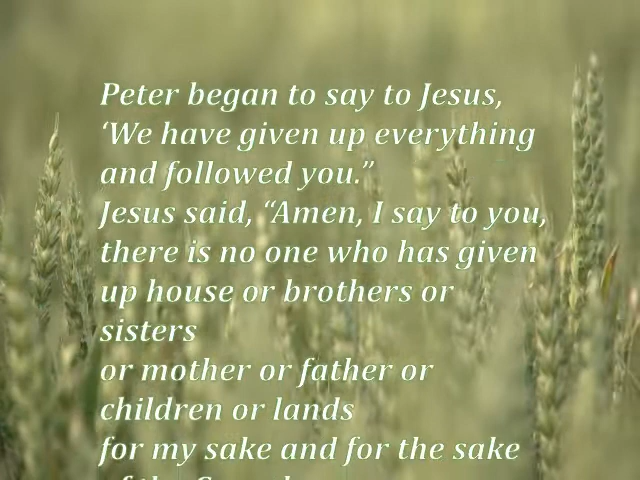 Peter began to say to Jesus,
‘We have given up everything
and followed you.”
Jesus said, “Amen, I say to you,
there is no one who has given
up house or brothers or
sisters
or mother or father or
children or lands
for my sake and for the sake